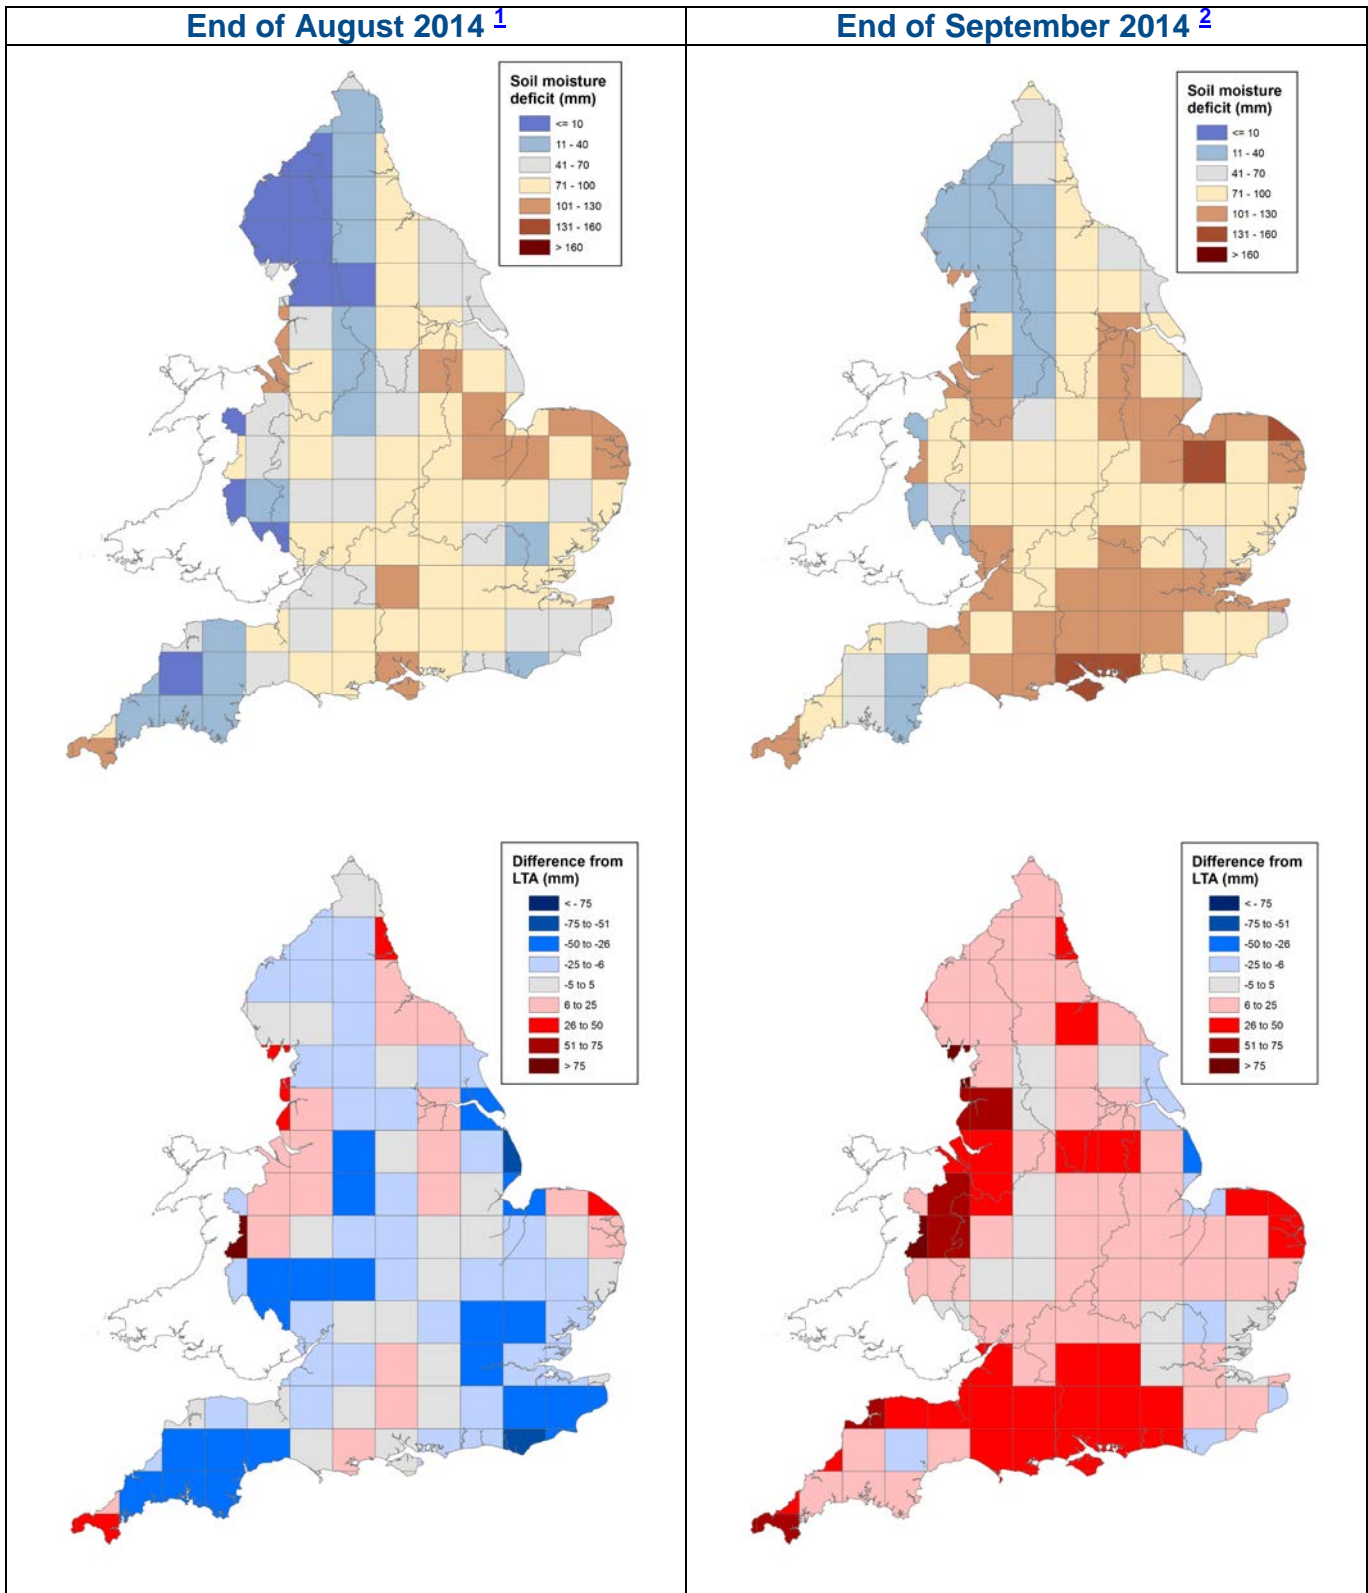 End of August 2014 1
End of September 2014 2
Soil moisture
deficit (mm)
<= 10
11 - 40
41 - 70
71 - 100
101 - 130
131 - 160
> 160
Soil moisture
deficit (mm)
<= 10
11 - 40
41 - 70
71 - 100
101 - 130
131 - 160
> 160
Difference from
LTA (mm)
< - 75
-75 to -51
-50 to -26
-25 to -6
-5 to 5
6 to 25
26 to 50
51 to 75
> 75
Difference from
LTA (mm)
< - 75
-75 to -51
-50 to -26
-25 to -6
-5 to 5
6 to 25
26 to 50
51 to 75
> 75